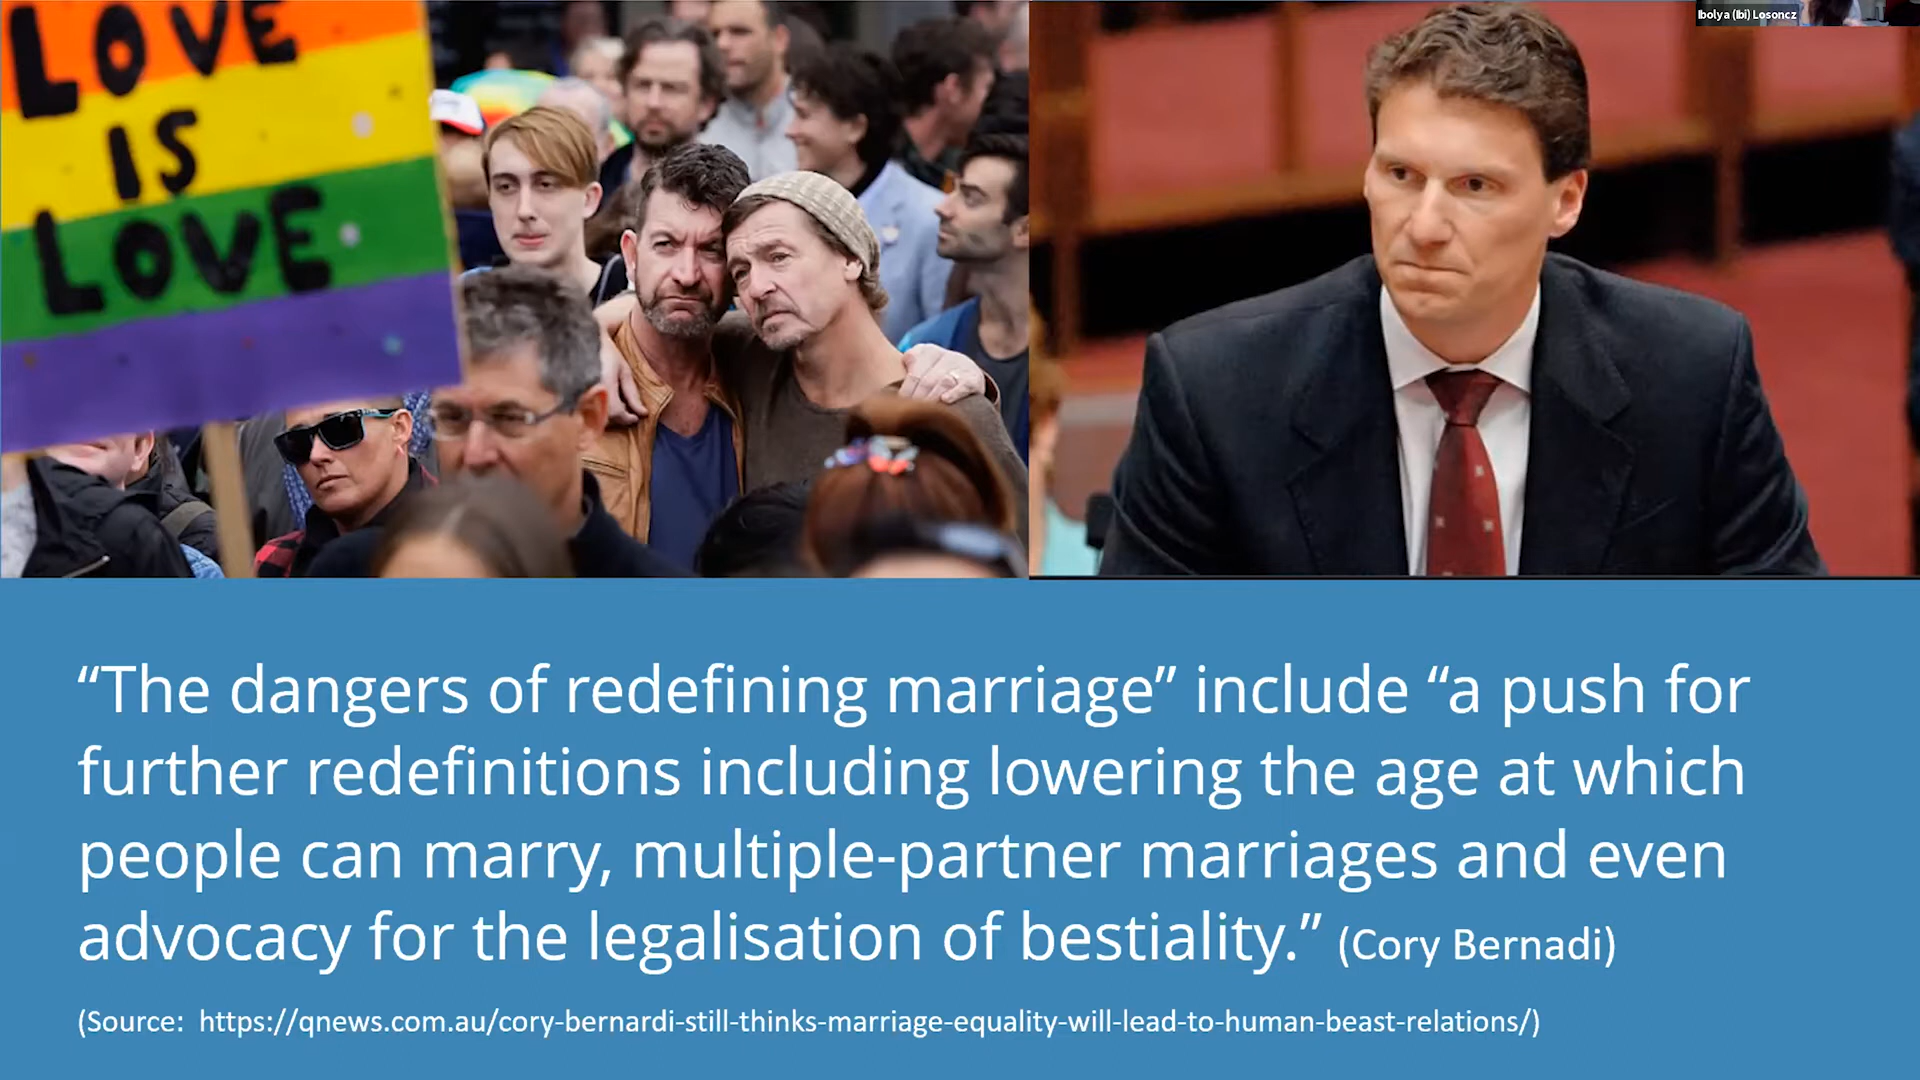 Ibolya (Ibi) Losoncz
LOVE
IS
LOVE
“The dangers of redefining marriage” include “a push for
further redefinitions including lowering the age at which
people can marry, multiple-partner marriages and even
advocacy for the legalisation of bestiality.” (Cory Bernadi)
(Source:  https://qnews.com.au/cory-bernardi-still-thinks-marriage-equality-will-lead-to-human-beast-relations/)